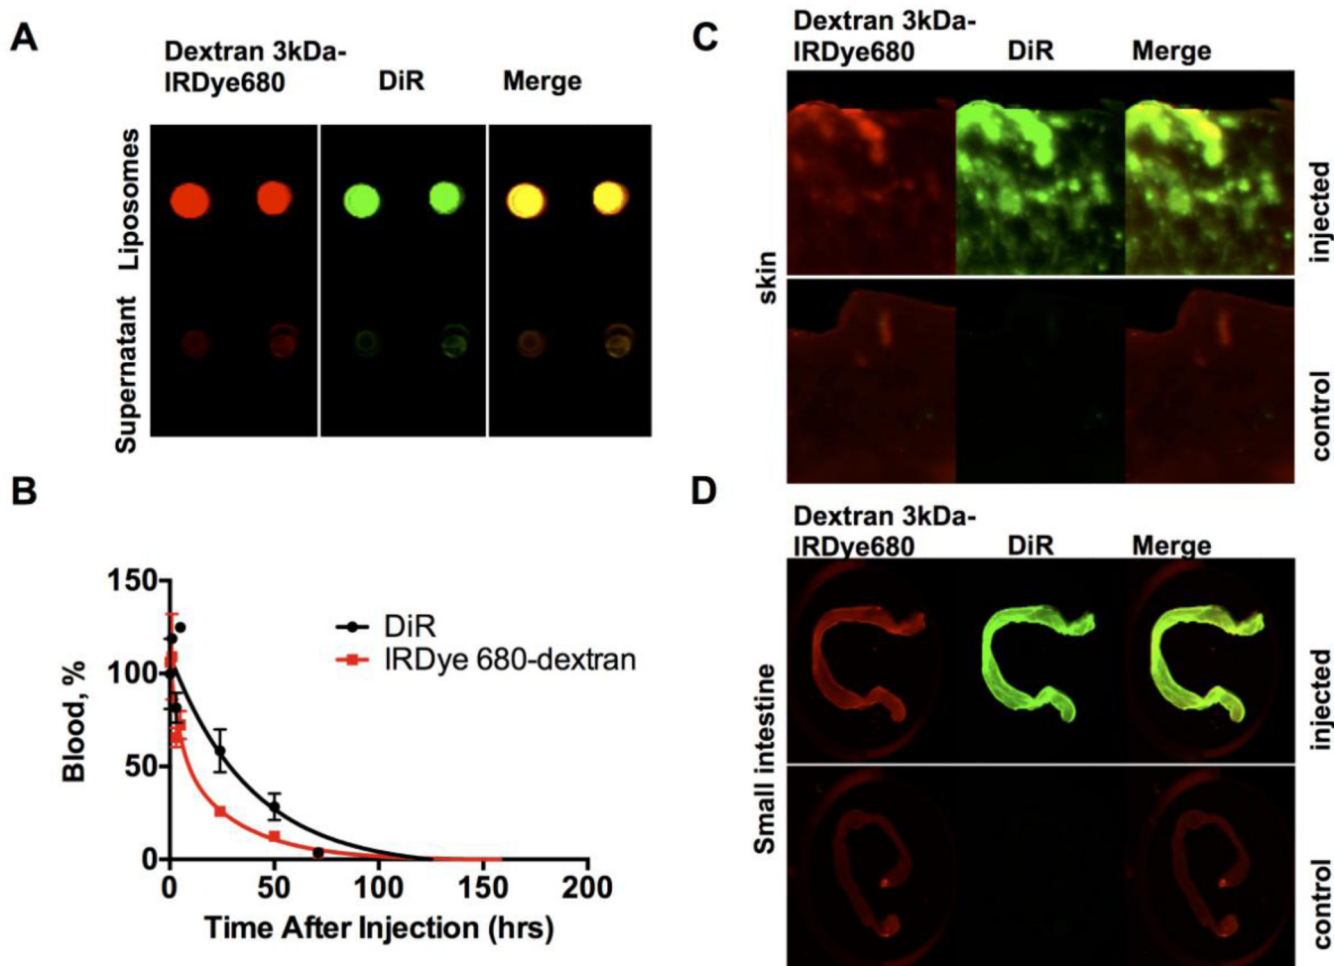 A
Dextran 3kDa-
IRDye680
DiR
Merge
Liposomes
Supernatant
B
150
100
50
0
Blood, %
DiR
IRDye 680-dextran
0
50
100
150
200
Time After Injection (hrs)
C
Dextran 3kDa-
IRDye680
DiR
Merge
skin
injected
control
D
Dextran 3kDa-
IRDye680
DiR
Merge
Small intestine
injected
control